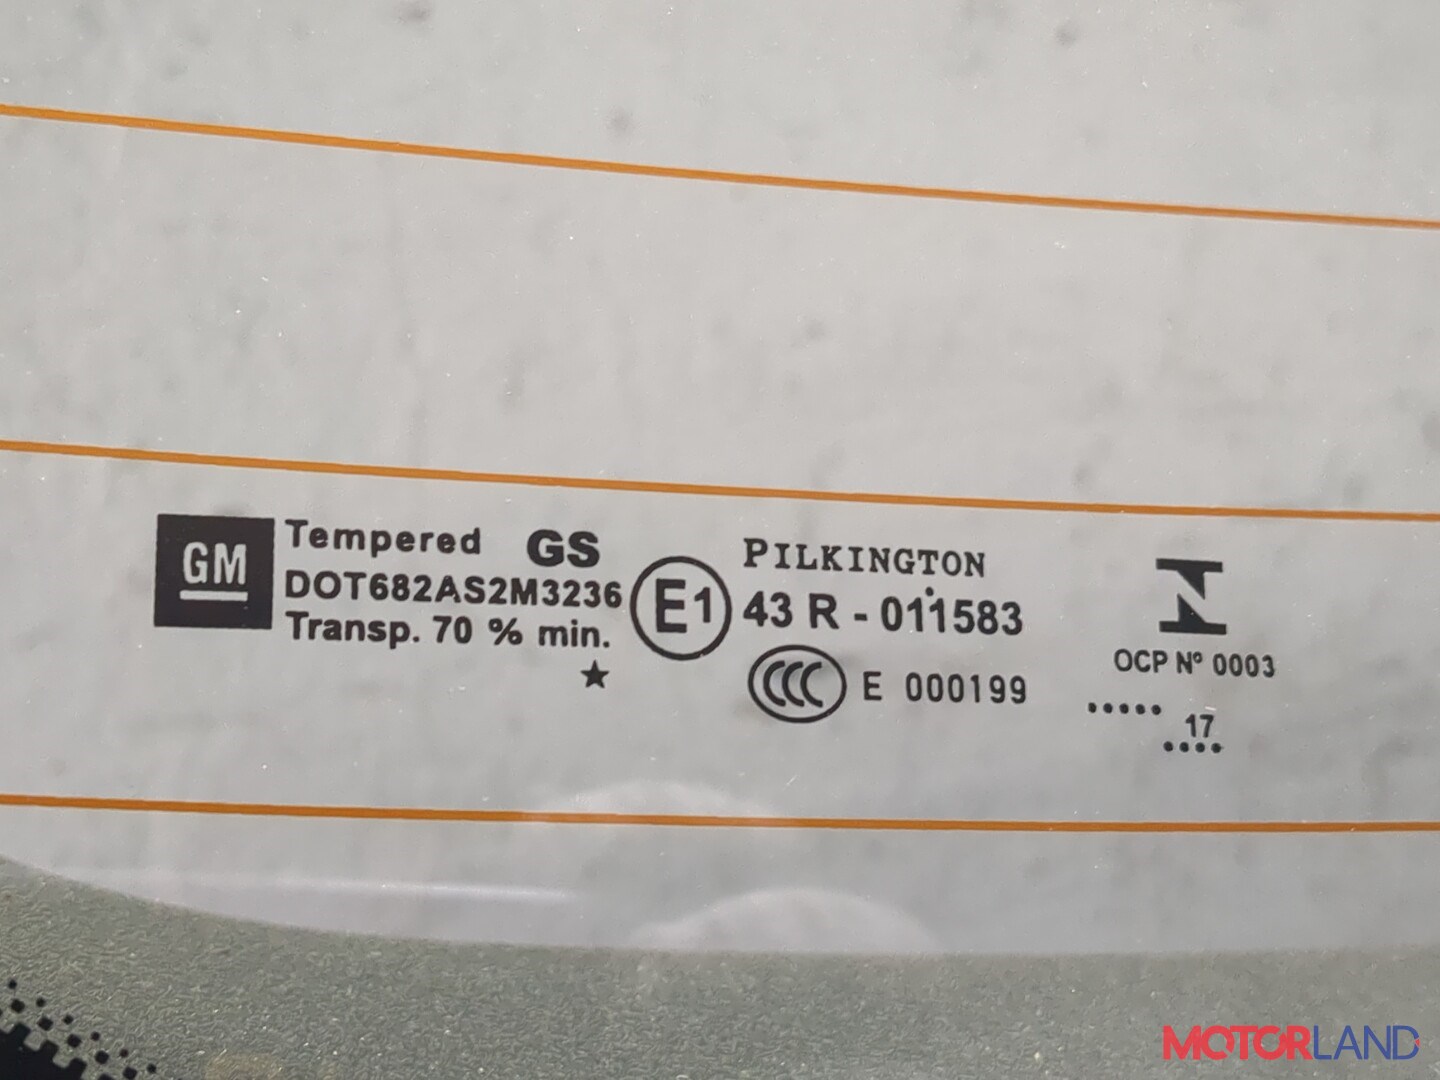 GM
Tempered GS
DOT682AS2M3236
Transp. 70 % min.
★
E1
PILKINGTON
43 R - 011583
CCC E 000199
OCP Nº 0003
.....
17
....
MOTORLAND